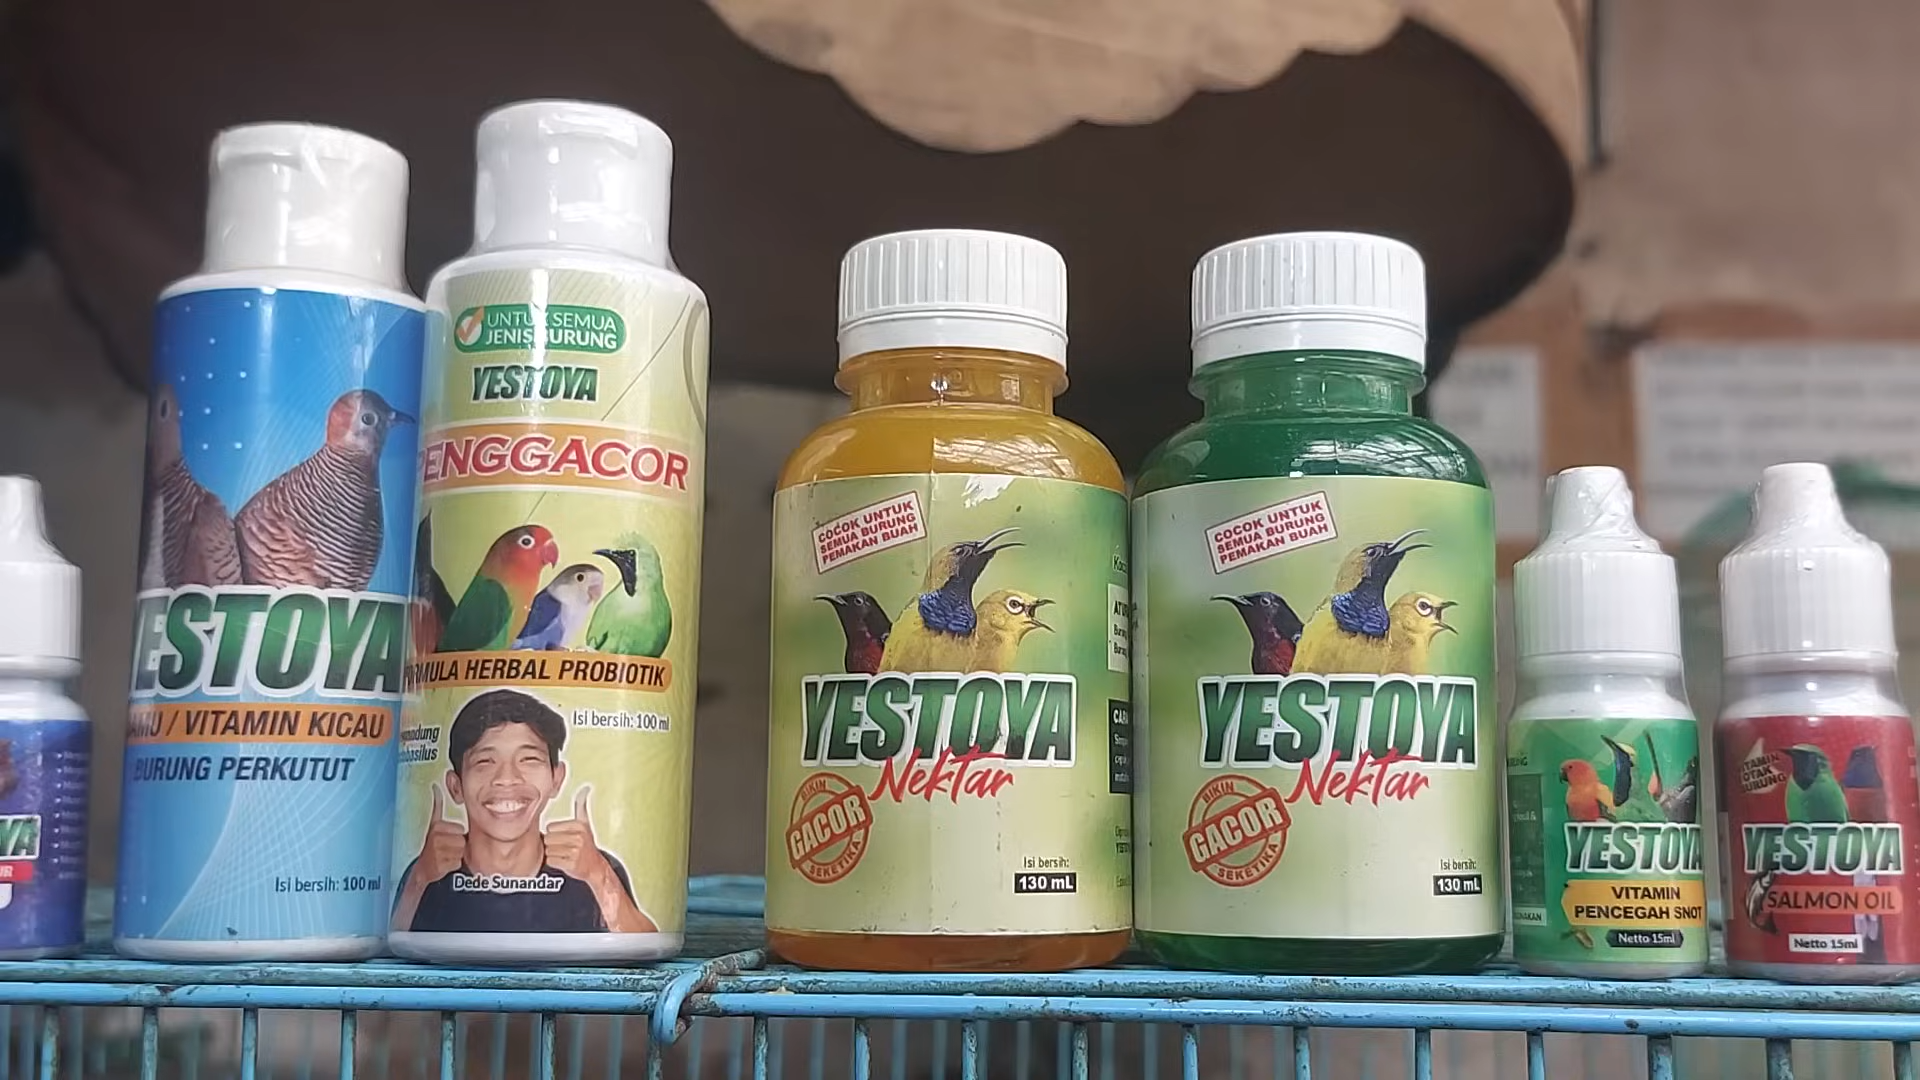 YESTOYA
VITAMIN KICAU
BURUNG PERKUTUT
Isi bersih: 100 ml
UNTUK SEMUA
JENIS BURUNG
YESTOYA
PENGGACOR
FORMULA HERBAL PROBIOTIK
Isi bersih: 100 ml
Dede Sunandar
COCOK UNTUK
SEMUA BURUNG
PEMAKAN BUAH
YESTOYA
Nektar
BIKIN
GACOR
SEKETIKA
Isi bersih:
130 mL
COCOK UNTUK
SEMUA BURUNG
PEMAKAN BUAH
YESTOYA
Nektar
BIKIN
GACOR
SEKETIKA
Isi bersih:
130 mL
YESTOYA
VITAMIN
PENCEGAH SNOT
Netto 15ml
VITAMIN
OTAK
BURUNG
YESTOYA
SALMON OIL
Netto 15ml